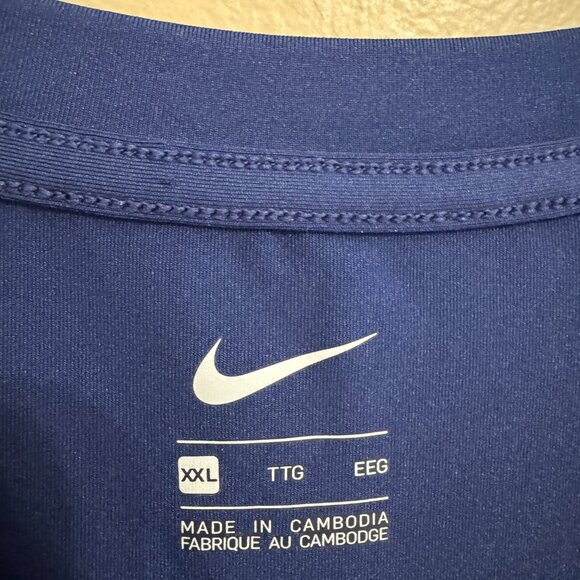 XXL TTG EEG
MADE IN CAMBODIA
FABRIQUE AU CAMBODGE